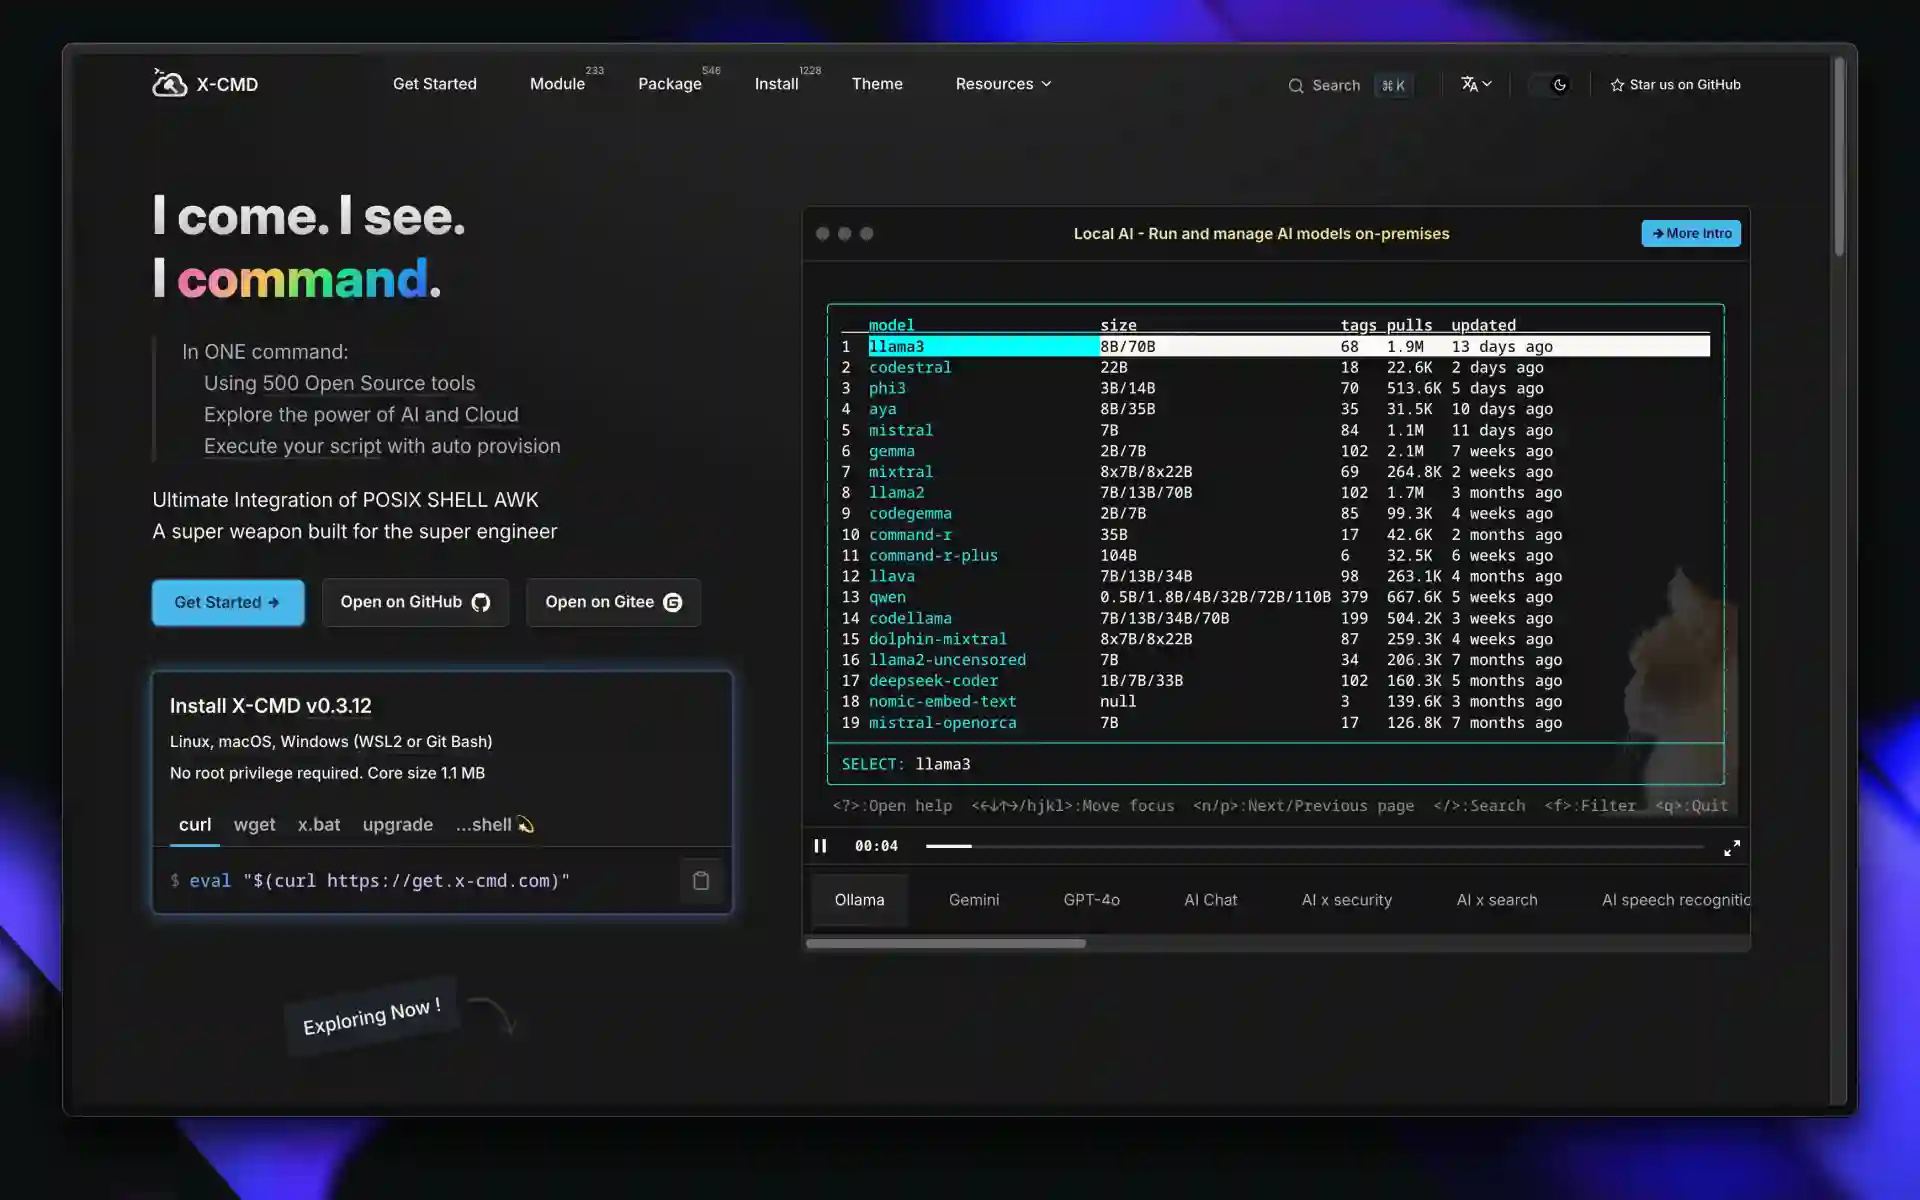 X-CMD
Get Started
Module 233
Package 546
Install 1228
Theme
Resources
Search ⌘ K
Star us on GitHub
I come. I see.
I command.
In ONE command:
Using 500 Open Source tools
Explore the power of AI and Cloud
Execute your script with auto provision
Ultimate Integration of POSIX SHELL AWK
A super weapon built for the super engineer
Get Started →
Open on GitHub
Open on Gitee
Install X-CMD v0.3.12
Linux, macOS, Windows (WSL2 or Git Bash)
No root privilege required. Core size 1.1 MB
curl wget x.bat upgrade ...shell
$ eval "$(curl https://get.x-cmd.com)"
Exploring Now !
Local AI - Run and manage AI models on-premises
→ More Intro
model size tags pulls updated
1 llama3 8B/70B 68 1.9M 13 days ago
2 codestral 22B 18 22.6K 2 days ago
3 phi3 3B/14B 70 513.6K 5 days ago
4 aya 8B/35B 35 31.5K 10 days ago
5 mistral 7B 84 1.1M 11 days ago
6 gemma 2B/7B 102 2.1M 7 weeks ago
7 mixtral 8x7B/8x22B 69 264.8K 2 weeks ago
8 llama2 7B/13B/70B 102 1.7M 3 months ago
9 codegemma 2B/7B 85 99.3K 4 weeks ago
10 command-r 35B 17 42.6K 2 months ago
11 command-r-plus 104B 6 32.5K 6 weeks ago
12 llava 7B/13B/34B 98 263.1K 4 months ago
13 qwen 0.5B/1.8B/4B/32B/72B/110B 379 667.6K 5 weeks ago
14 codellama 7B/13B/34B/70B 199 504.2K 3 weeks ago
15 dolphin-mixtral 8x7B/8x22B 87 259.3K 4 weeks ago
16 llama2-uncensored 7B 34 206.3K 7 months ago
17 deepseek-coder 1B/7B/33B 102 160.3K 5 months ago
18 nomic-embed-text null 3 139.6K 3 months ago
19 mistral-openorca 7B 17 126.8K 7 months ago
SELECT: llama3
<?>:Open help <←↓↑→/hjkl>:Move focus <n/p>:Next/Previous page </>:Search <f>:Filter <q>:Quit
00:04
Ollama
Gemini
GPT-4o
AI Chat
AI x security
AI x search
AI speech recognitic